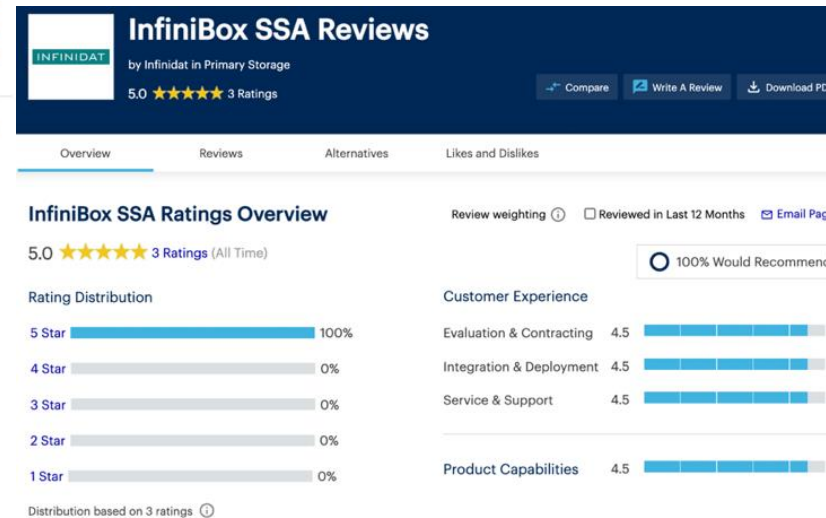 InfiniBox SSA Reviews
INFINIDAT
by Infinidat in Primary Storage
5.0 3 Ratings
Compare
Write A Review
Download PD
Overview
Reviews
Alternatives
Likes and Dislikes
InfiniBox SSA Ratings Overview
Review weighting
Reviewed in Last 12 Months
Email Pag
5.0 3 Ratings (All Time)
100% Would Recommend
Rating Distribution
5 Star 100%
4 Star 0%
3 Star 0%
2 Star 0%
1 Star 0%
Distribution based on 3 ratings
Customer Experience
Evaluation & Contracting 4.5
Integration & Deployment 4.5
Service & Support 4.5
Product Capabilities 4.5